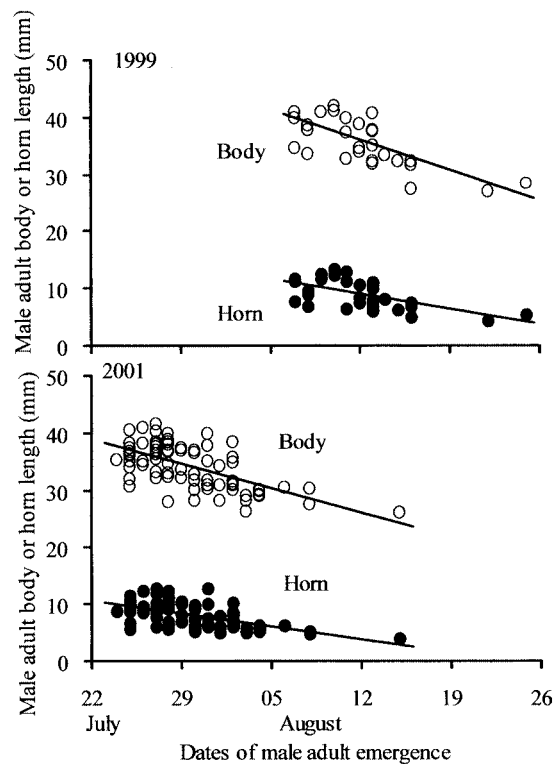 Male adult body or horn length (mm)
50
40
30
20
10
0
1999
Body
Horn
Male adult body or horn length (mm)
50
40
30
20
10
0
2001
Body
Horn
22 29 05 12 19 26
July August
Dates of male adult emergence